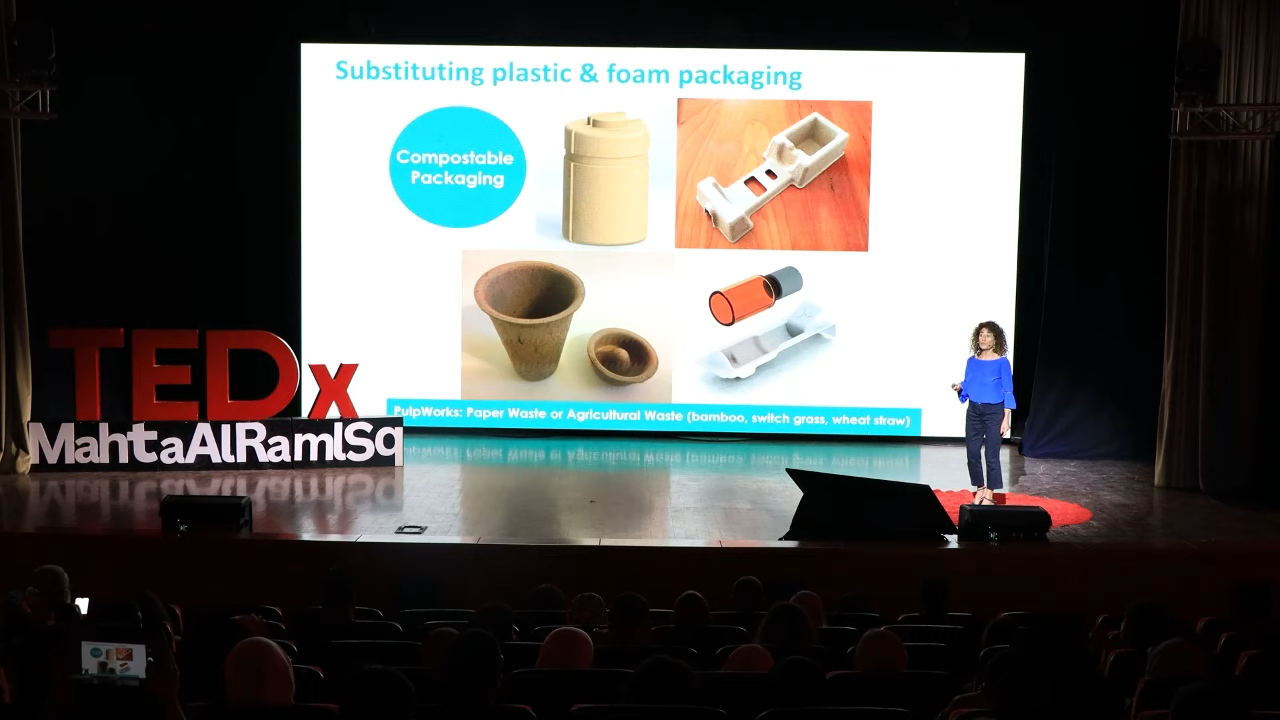 Substituting plastic & foam packaging
Compostable
Packaging
PulpWorks: Paper Waste or Agricultural Waste (bamboo, switch grass, wheat straw)
TEDx
MahtaAlRamlSq